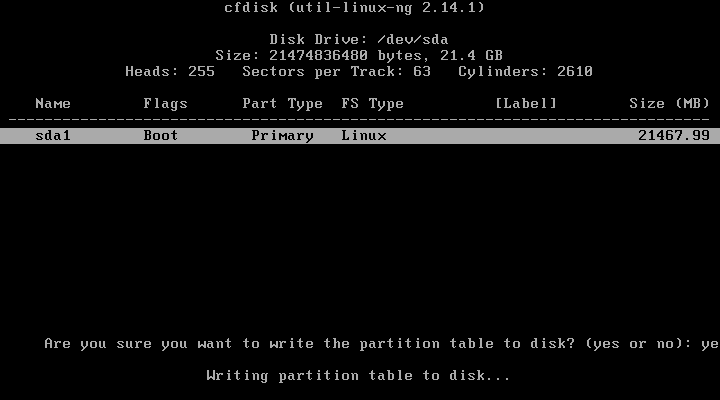 cfdisk (util-linux-ng 2.14.1)
Disk Drive: /dev/sda
Size: 21474836480 bytes, 21.4 GB
Heads: 255   Sectors per Track: 63   Cylinders: 2610
Name   Flags   Part Type   FS Type   [Label]   Size (MB)
sda1   Boot   Primary   Linux   21467.99
Are you sure you want to write the partition table to disk? (yes or no): ye
Writing partition table to disk...